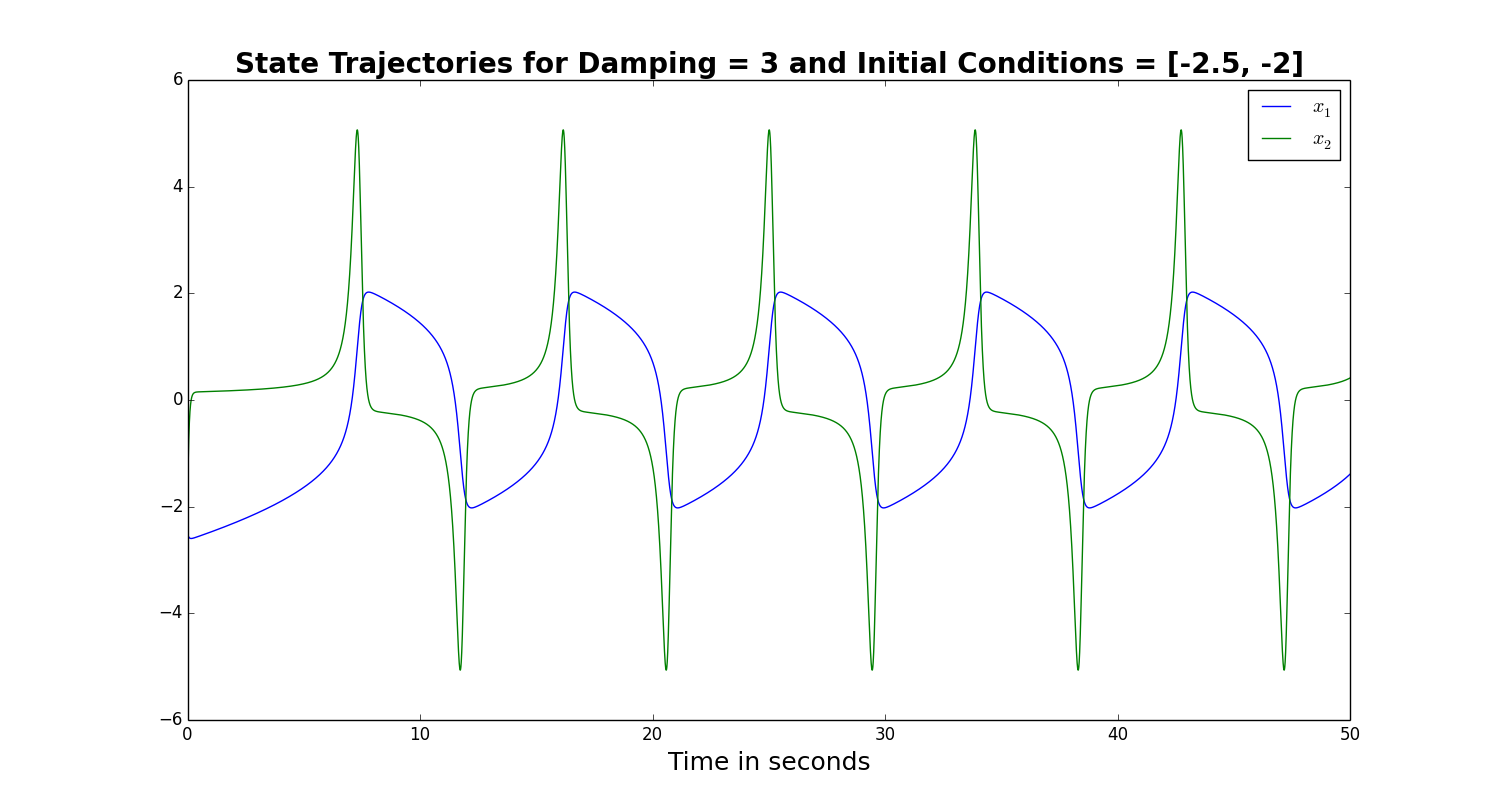 State Trajectories for Damping = 3 and Initial Conditions = [-2.5, -2]
6
4
2
0
−2
−4
−6
x₁
x₂
0 10 20 30 40 50
Time in seconds